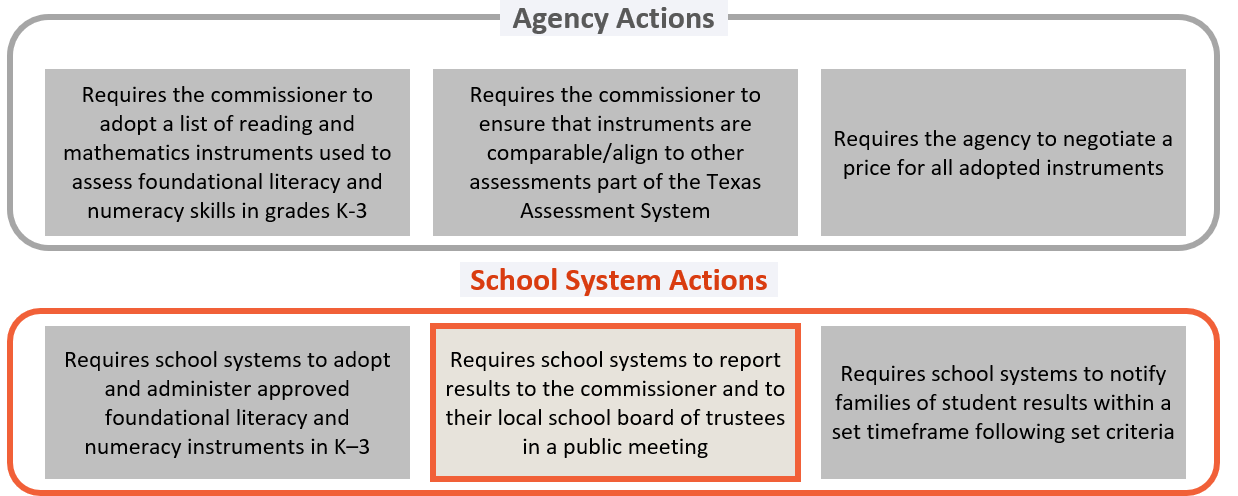 Agency Actions
Requires the commissioner to
adopt a list of reading and
mathematics instruments used to
assess foundational literacy and
numeracy skills in grades K-3
Requires the commissioner to
ensure that instruments are
comparable/align to other
assessments part of the Texas
Assessment System
Requires the agency to negotiate a
price for all adopted instruments
School System Actions
Requires school systems to adopt
and administer approved
foundational literacy and
numeracy instruments in K–3
Requires school systems to report
results to the commissioner and to
their local school board of trustees
in a public meeting
Requires school systems to notify
families of student results within a
set timeframe following set criteria